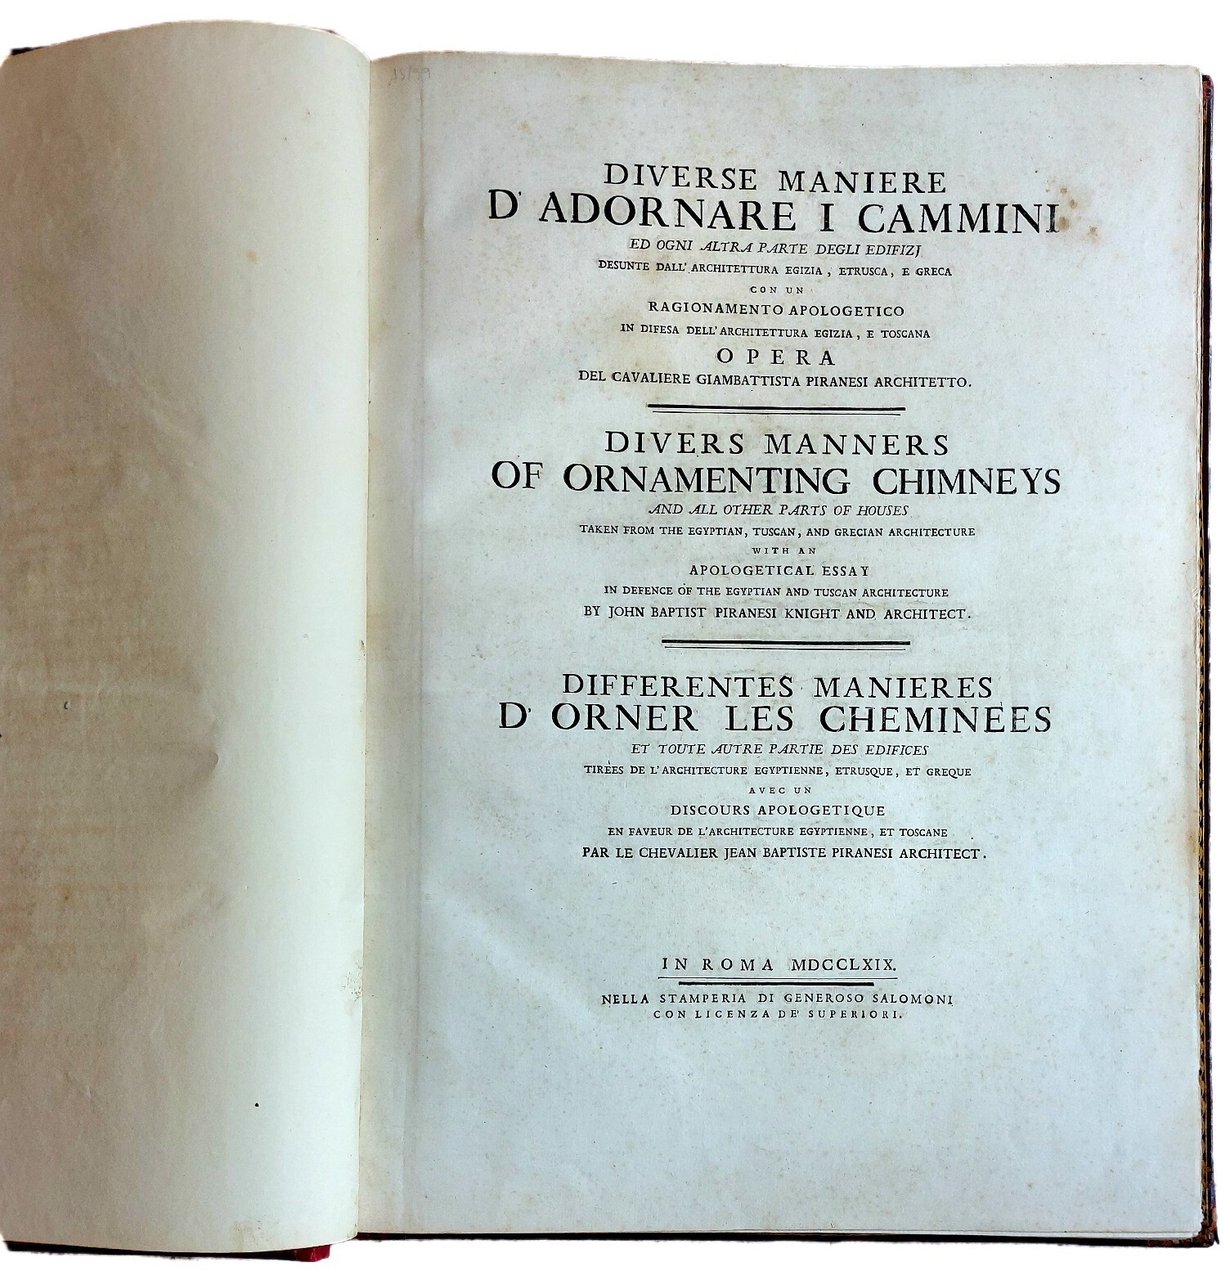 DIVERSE MANIERE
D' ADORNARE I CAMMINI
ED OGNI ALTRA PARTE DEGLI EDIFIZJ
DESUNTE DALL' ARCHITETTURA EGIZIA, ETRUSCA, E GRECA
CON UN
RAGIONAMENTO APOLOGETICO
IN DIFESA DELL' ARCHITETTURA EGIZIA, E TOSCANA
OPERA
DEL CAVALIERE GIAMBATTISTA PIRANESI ARCHITETTO.
DIVERS MANNERS
OF ORNAMENTING CHIMNEYS
AND ALL OTHER PARTS OF HOUSES
TAKEN FROM THE EGYPTIAN, TUSCAN, AND GRECIAN ARCHITECTURE
WITH AN
APOLOGETICAL ESSAY
IN DEFENCE OF THE EGYPTIAN AND TUSCAN ARCHITECTURE
BY JOHN BAPTIST PIRANESI KNIGHT AND ARCHITECT.
DIFFERENTES MANIERES
D' ORNER LES CHEMINÈES
ET TOUTE AUTRE PARTIE DES EDIFICES
TIRÈES DE L'ARCHITECTURE EGYPTIENNE, ETRUSQUE, ET GREQUE
AVEC UN
DISCOURS APOLOGETIQUE
EN FAVEUR DE L'ARCHITECTURE EGYPTIENNE, ET TOSCANE
PAR LE CHEVALIER JEAN BAPTISTE PIRANESI ARCHITECT.
IN ROMA MDCCLXIX.
NELLA STAMPERIA DI GENEROSO SALOMONI
CON LICENZA DE' SUPERIORI.